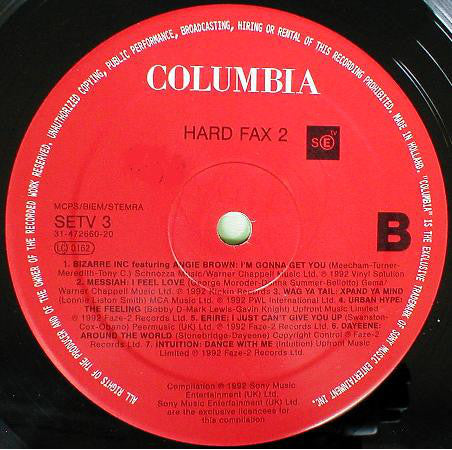 ALL RIGHTS OF THE PRODUCER AND OF THE OWNER OF THE RECORDED WORK RESERVED. UNAUTHORIZED COPYING, PUBLIC PERFORMANCE, BROADCASTING, HIRING OR RENTAL OF THIS RECORDING PROHIBITED. MADE IN HOLLAND. "COLUMBIA" IS THE EXCLUSIVE TRADEMARK OF SONY MUSIC ENTERTAINMENT INC.
COLUMBIA
HARD FAX 2
SETV
MCPS/BIEM/STEMRA
SETV 3
31-472660-20
LC 0162
B
1. BIZARRE INC featuring ANGIE BROWN: I'M GONNA GET YOU (Meecham-Turner-
Meredith-Tony C.) Schnozza Music/Warner Chappell Music Ltd. ℗ 1992 Vinyl Solution
2. MESSIAH: I FEEL LOVE (George Moroder-Donna Summer-Bellotto) Gema/
Warner Chappell Music Ltd. ℗ 1992 Kickin Records 3. WAG YA TAIL: XPAND YA MIND
(Lonnie Liston Smith) MCA Music Ltd. ℗ 1992 PWL International Ltd. 4. URBAN HYPE:
THE FEELING (Bobby D-Mark Lewis-Gavin Knight) Upfront Music Limited
℗ 1992 Faze-2 Records Ltd. 5. ERIRE: I JUST CAN'T GIVE YOU UP (Swanston-
Cox-Obano) Peermusic (UK) Ltd. ℗ 1992 Faze-2 Records Ltd. 6. DAYEENE:
AROUND THE WORLD (Stonebridge-Dayeene) Copyright Control ℗ Faze-2
Records Ltd. 7. INTUITION: DANCE WITH ME (Intuition) Upfront Music
Limited ℗ 1992 Faze-2 Records Ltd.
Compilation ℗ 1992 Sony Music
Entertainment (UK) Ltd.
Sony Music Entertainment (UK) Ltd.
are the exclusive licencees for
this compilation